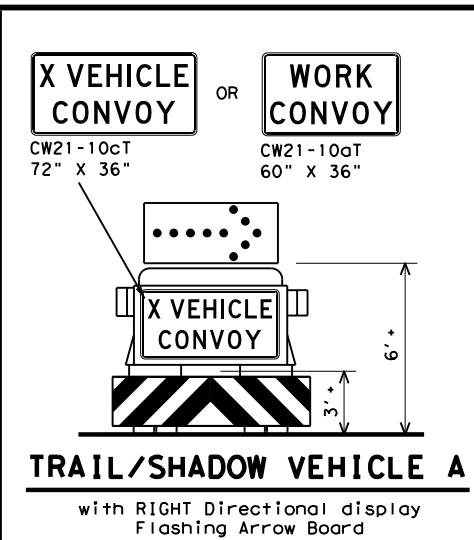 X VEHICLE
CONVOY
OR
WORK
CONVOY
CW21-10cT
72" X 36"
CW21-10aT
60" X 36"
X VEHICLE
CONVOY
6'+
3'+
TRAIL/SHADOW VEHICLE A
with RIGHT Directional display
Flashing Arrow Board